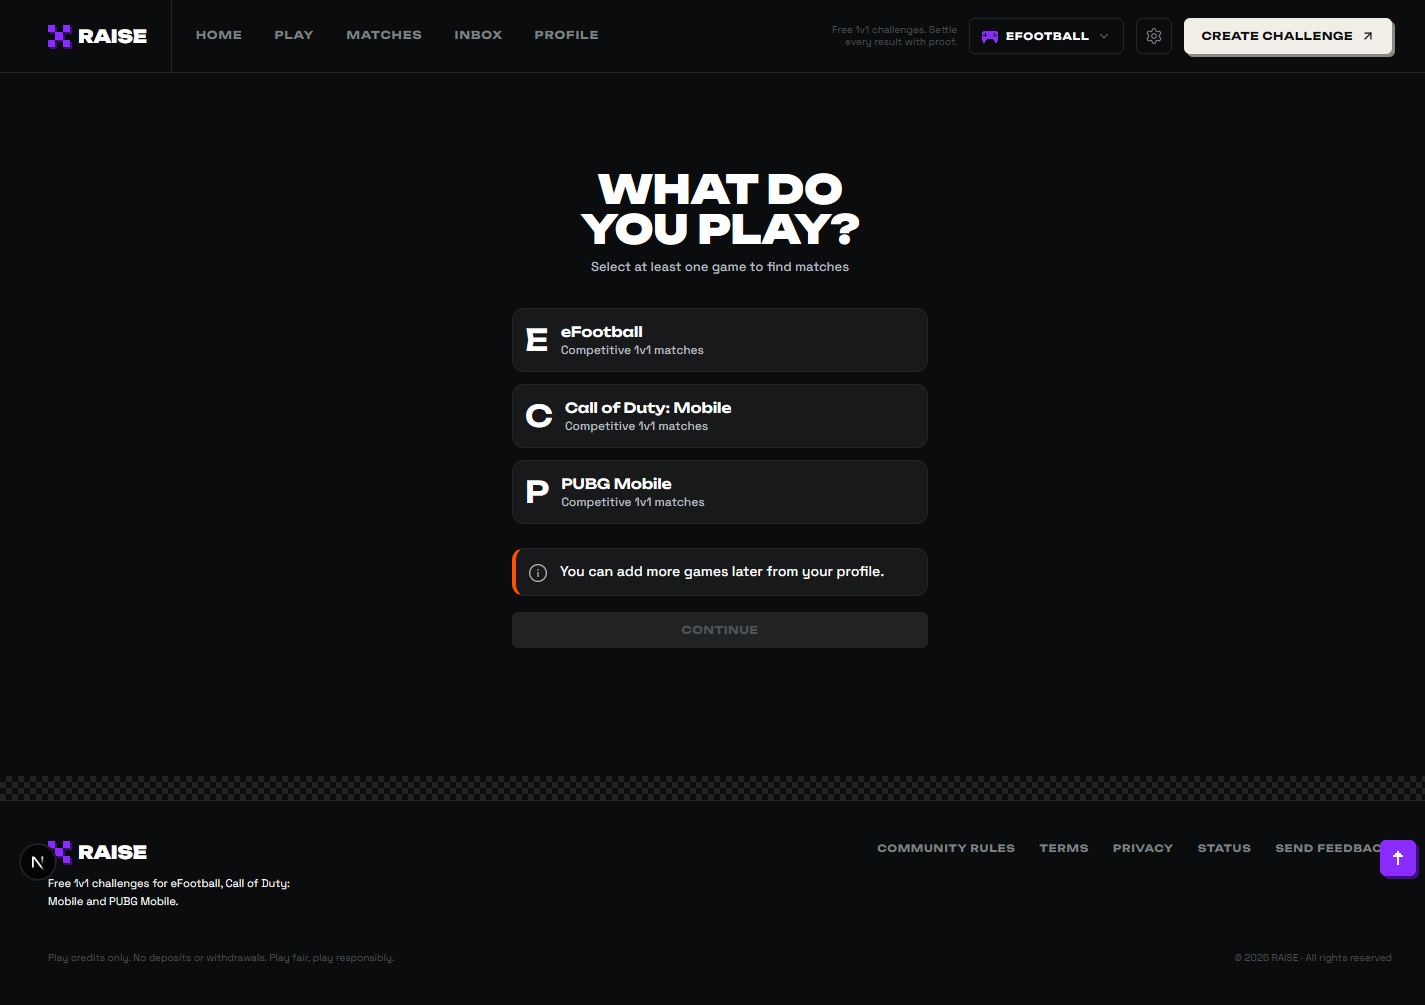 RAISE
HOME PLAY MATCHES INBOX PROFILE
Free 1v1 challenges. Settle
every result with proof.
EFOOTBALL
CREATE CHALLENGE
WHAT DO
YOU PLAY?
Select at least one game to find matches
E
eFootball
Competitive 1v1 matches
C
Call of Duty: Mobile
Competitive 1v1 matches
P
PUBG Mobile
Competitive 1v1 matches
You can add more games later from your profile.
CONTINUE
N
RAISE
COMMUNITY RULES TERMS PRIVACY STATUS SEND FEEDBAC
Free 1v1 challenges for eFootball, Call of Duty:
Mobile and PUBG Mobile.
Play credits only. No deposits or withdrawals. Play fair, play responsibly.
© 2026 RAISE · All rights reserved